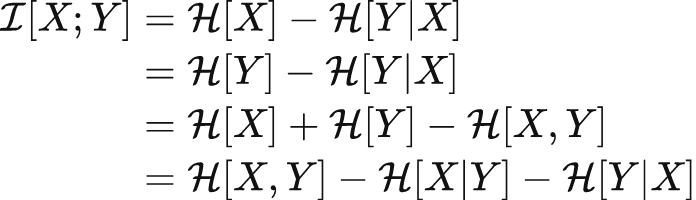 𝓘[X; Y] = 𝓗[X] − 𝓗[Y|X]
= 𝓗[Y] − 𝓗[Y|X]
= 𝓗[X] + 𝓗[Y] − 𝓗[X, Y]
= 𝓗[X, Y] − 𝓗[X|Y] − 𝓗[Y|X]